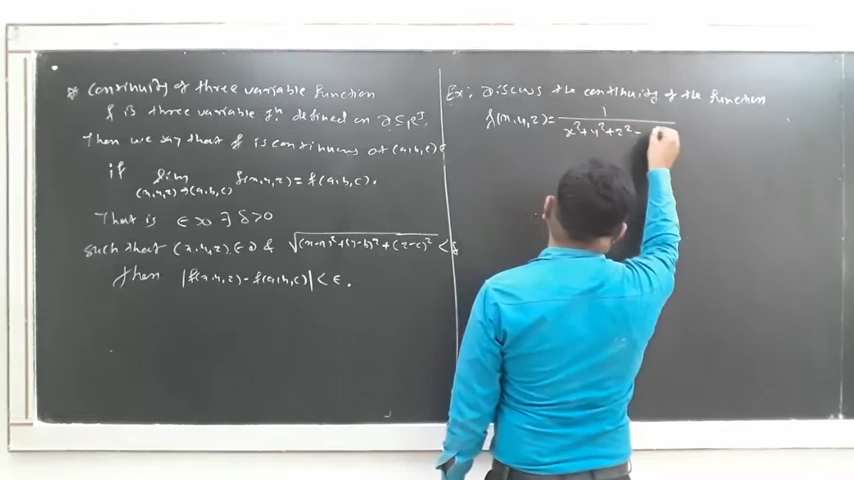 * Continuity of three variable function
f is three variable fⁿ defined on D ⊆ R³.
Then we say that f is continuous at (a,b,c)
if lim (x,y,z)→(a,b,c) f(x,y,z) = f(a,b,c).
That is ∈>0 ∃ δ>0
such that (x,y,z) ∈ D & √(x-a)²+(y-b)²+(z-c)² < δ
then |f(x,y,z) - f(a,b,c)| < ∈.
Ex: Discuss the continuity of the function
f(x,y,z) = 1 / x²+y²+z²-